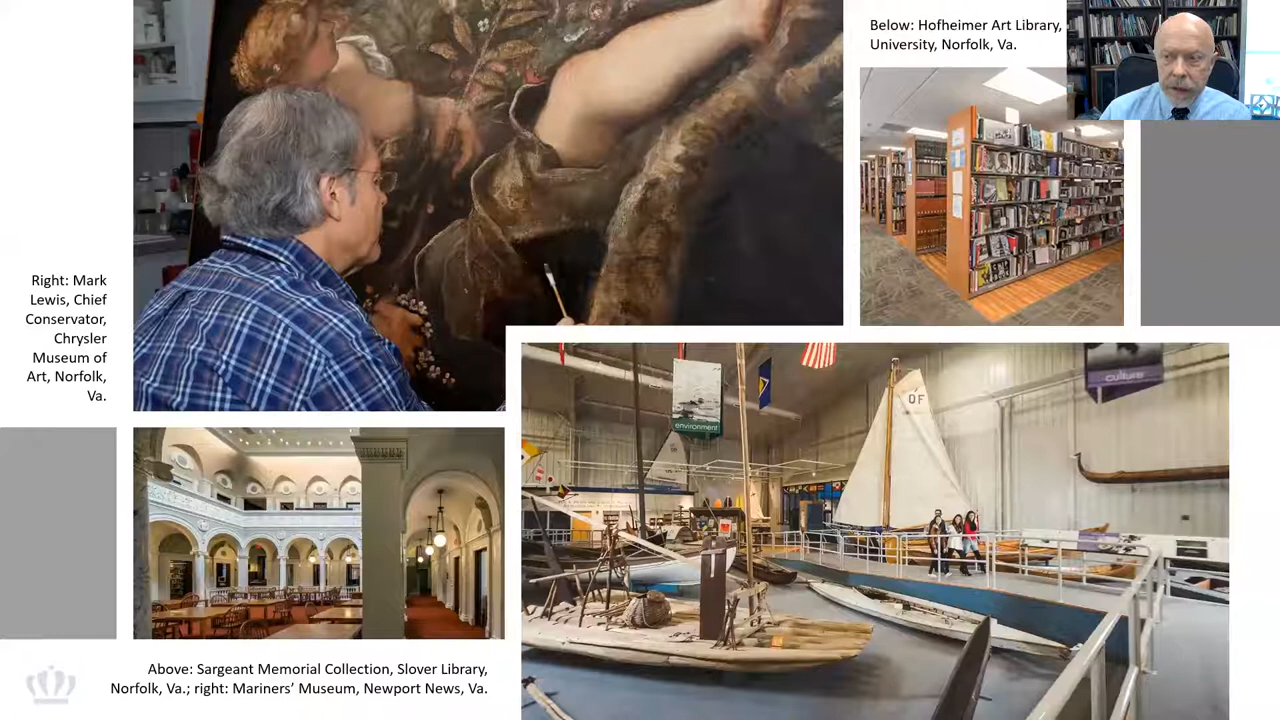 Below: Hofheimer Art Library,
University, Norfolk, Va.
Right: Mark
Lewis, Chief
Conservator,
Chrysler
Museum of
Art, Norfolk,
Va.
environment
OF
culture
Above: Sargeant Memorial Collection, Slover Library,
Norfolk, Va.; right: Mariners’ Museum, Newport News, Va.